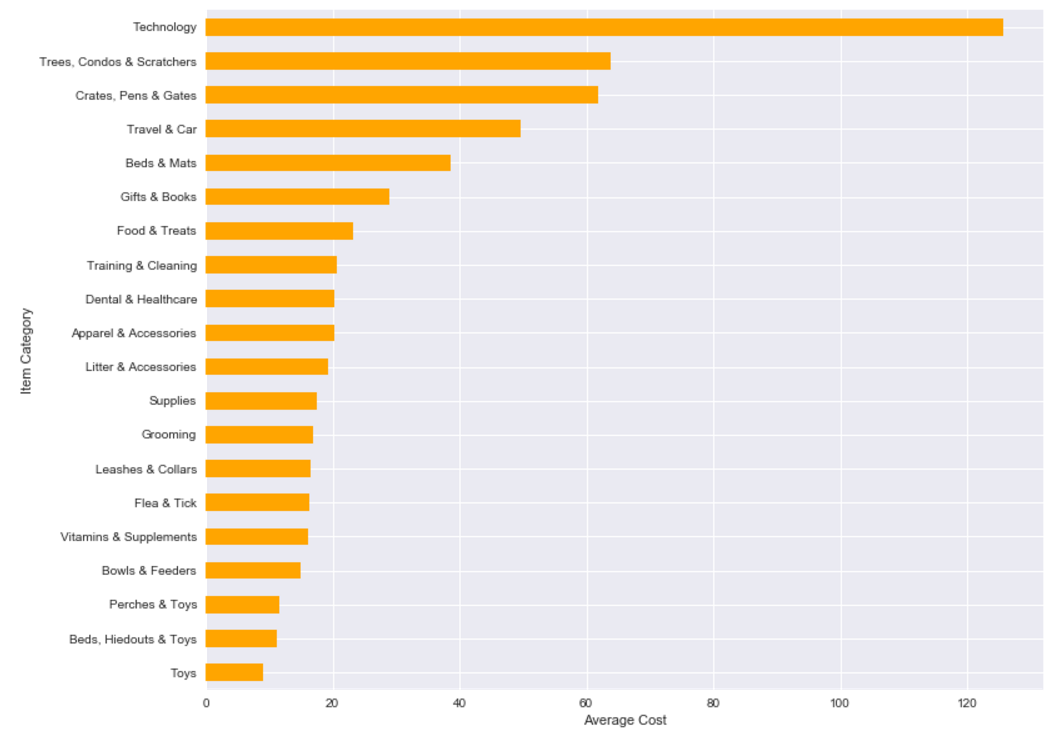 Technology
Trees, Condos & Scratchers
Crates, Pens & Gates
Travel & Car
Beds & Mats
Gifts & Books
Food & Treats
Training & Cleaning
Dental & Healthcare
Apparel & Accessories
Litter & Accessories
Supplies
Grooming
Leashes & Collars
Flea & Tick
Vitamins & Supplements
Bowls & Feeders
Perches & Toys
Beds, Hiedouts & Toys
Toys
Item Category
0 20 40 60 80 100 120
Average Cost